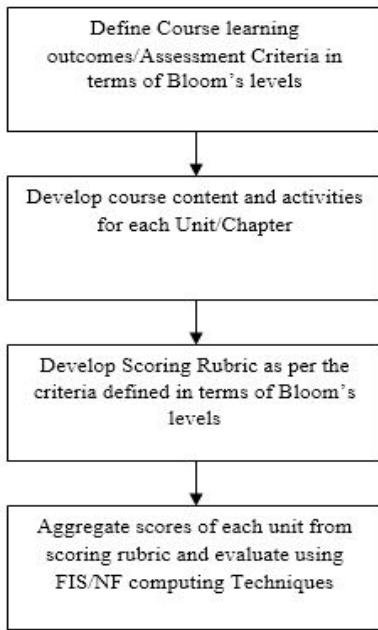 Define Course learning
outcomes/Assessment Criteria in
terms of Bloom's levels
Develop course content and activities
for each Unit/Chapter
Develop Scoring Rubric as per the
criteria defined in terms of Bloom's
levels
Aggregate scores of each unit from
scoring rubric and evaluate using
FIS/NF computing Techniques